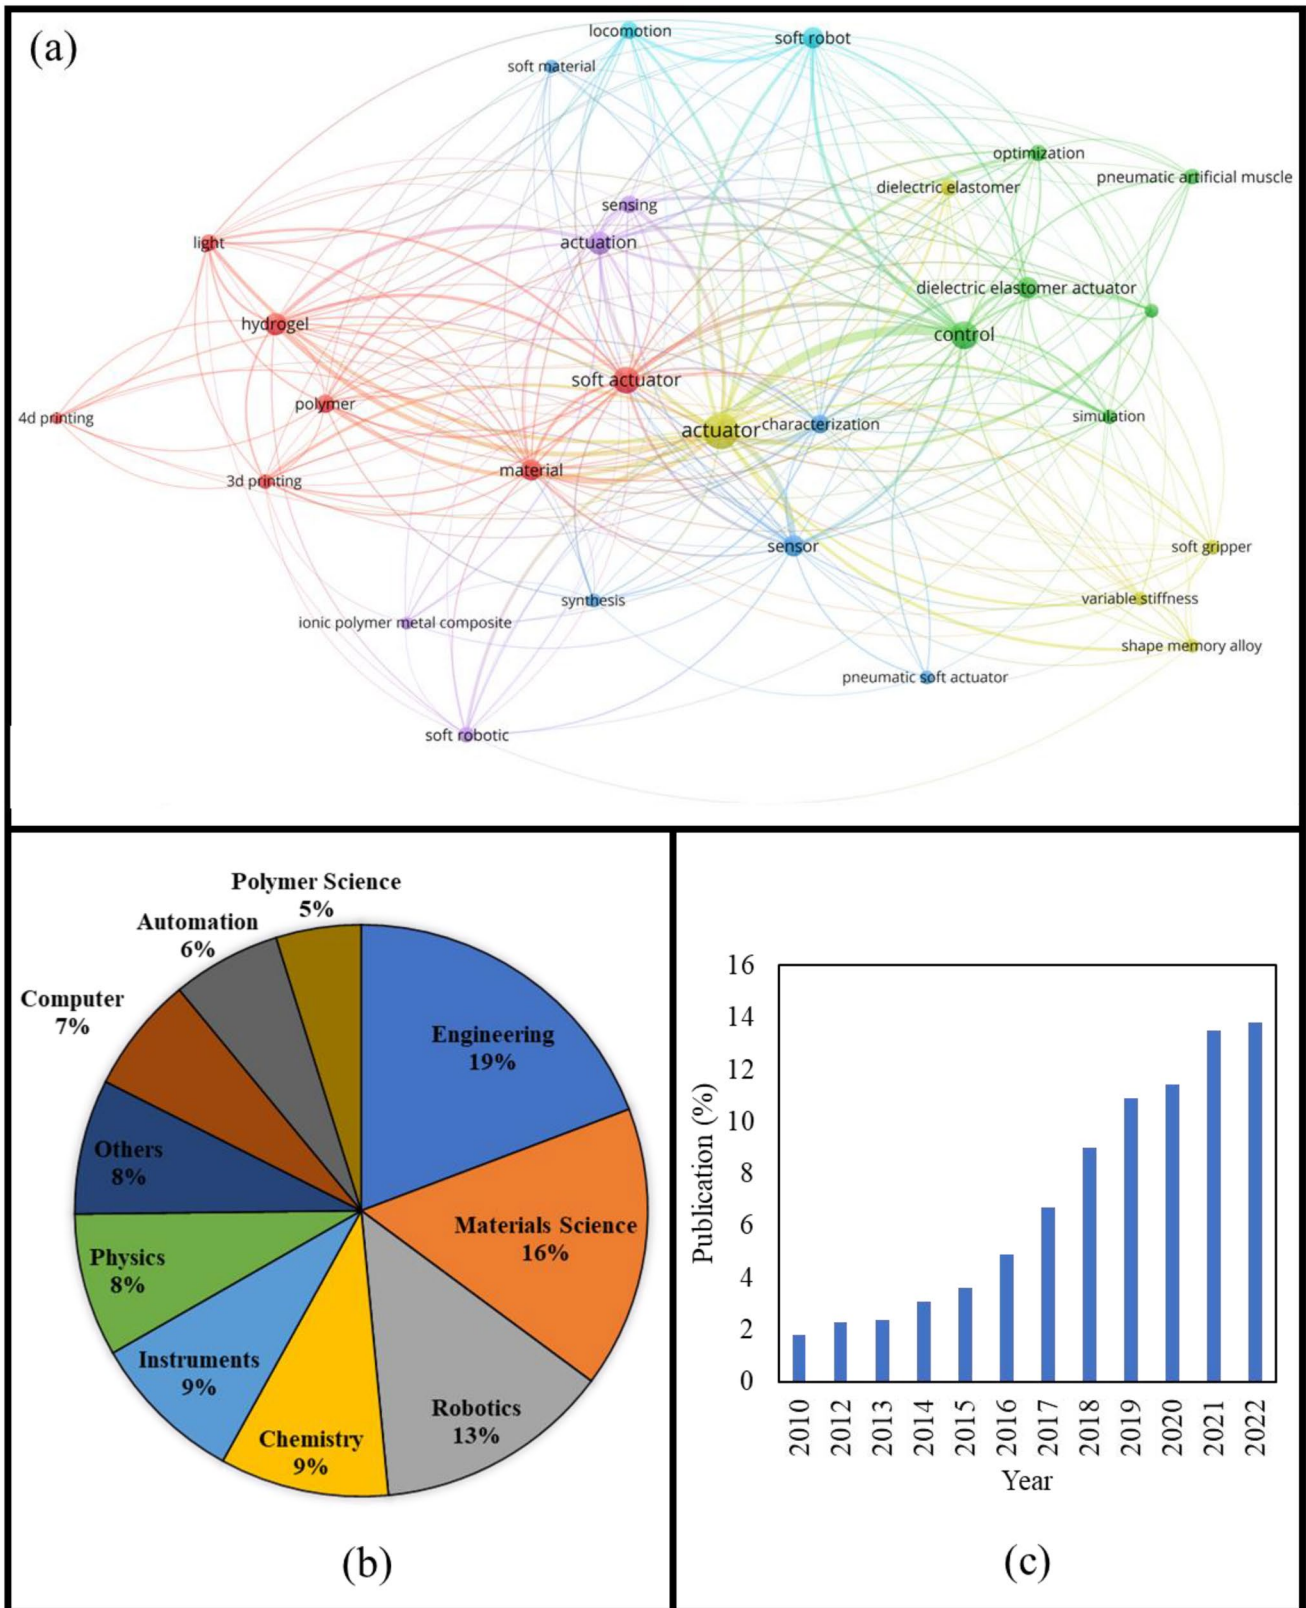 (a)
locomotion
soft robot
soft material
optimization
pneumatic artificial muscle
dielectric elastomer
sensing
light
actuation
dielectric elastomer actuator
hydrogel
control
soft actuator
polymer
4d printing
simulation
actuator
characterization
material
3d printing
sensor
soft gripper
synthesis
variable stiffness
ionic polymer metal composite
shape memory alloy
pneumatic soft actuator
soft robotic
Polymer Science
5%
Automation
6%
Computer
7%
Engineering
19%
Others
8%
Materials Science
16%
Physics
8%
Instruments
9%
Robotics
13%
Chemistry
9%
(b)
Publication (%)
16
14
12
10
8
6
4
2
0
2010
2012
2013
2014
2015
2016
2017
2018
2019
2020
2021
2022
Year
(c)